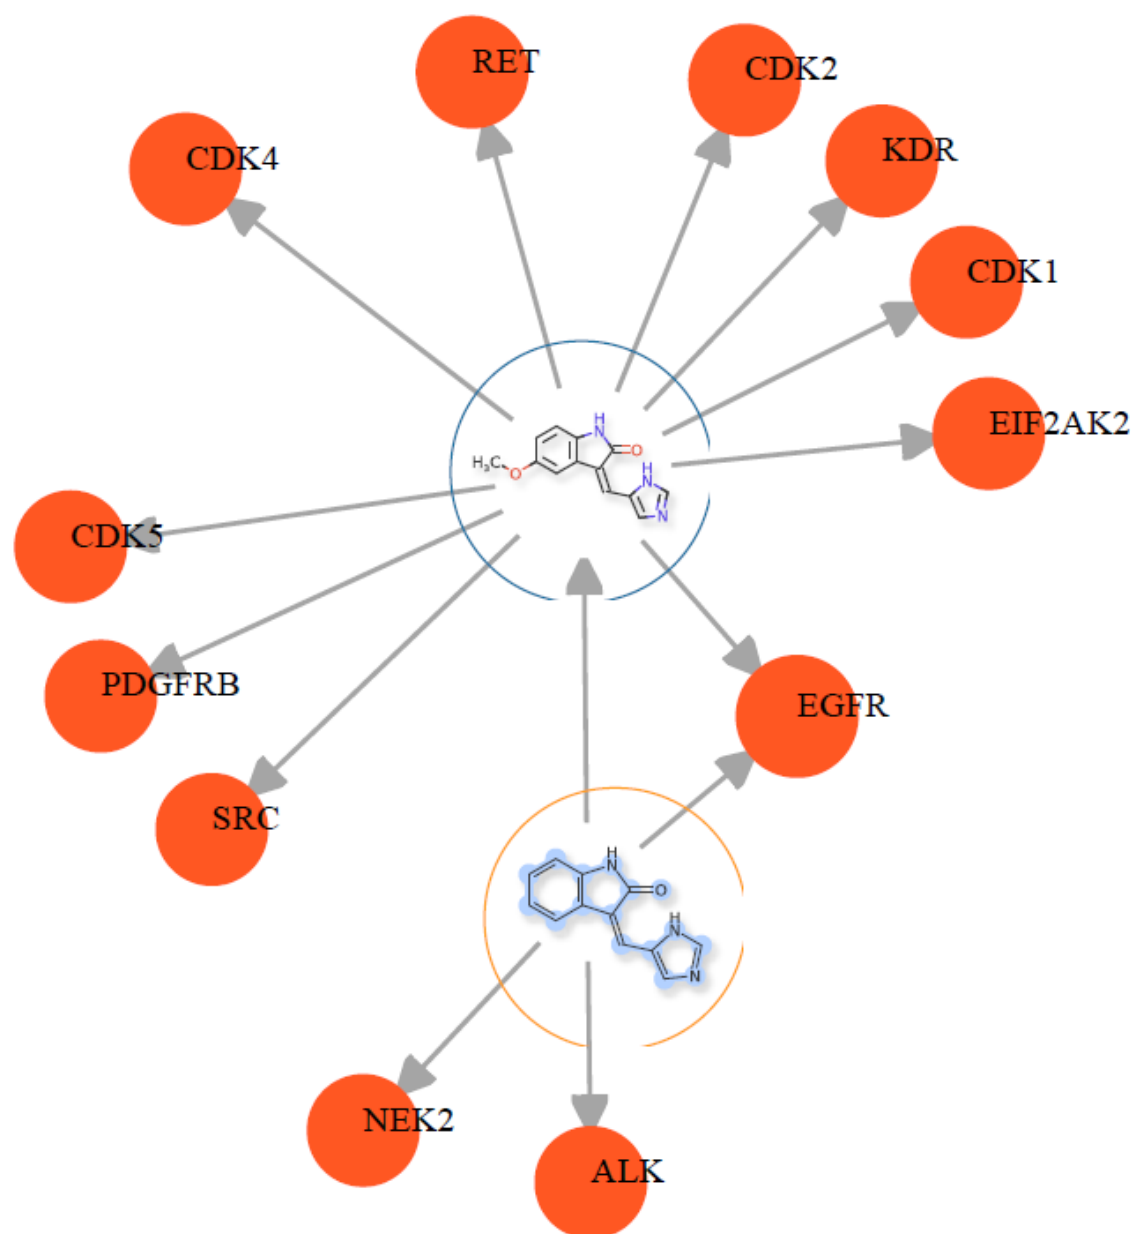 RET
CDK2
CDK4
KDR
CDK1
EIF2AK2
H
N
O
H₃C
O
H
N
N
CDK5
PDGFRB
EGFR
SRC
H
N
O
H
N
N
NEK2
ALK